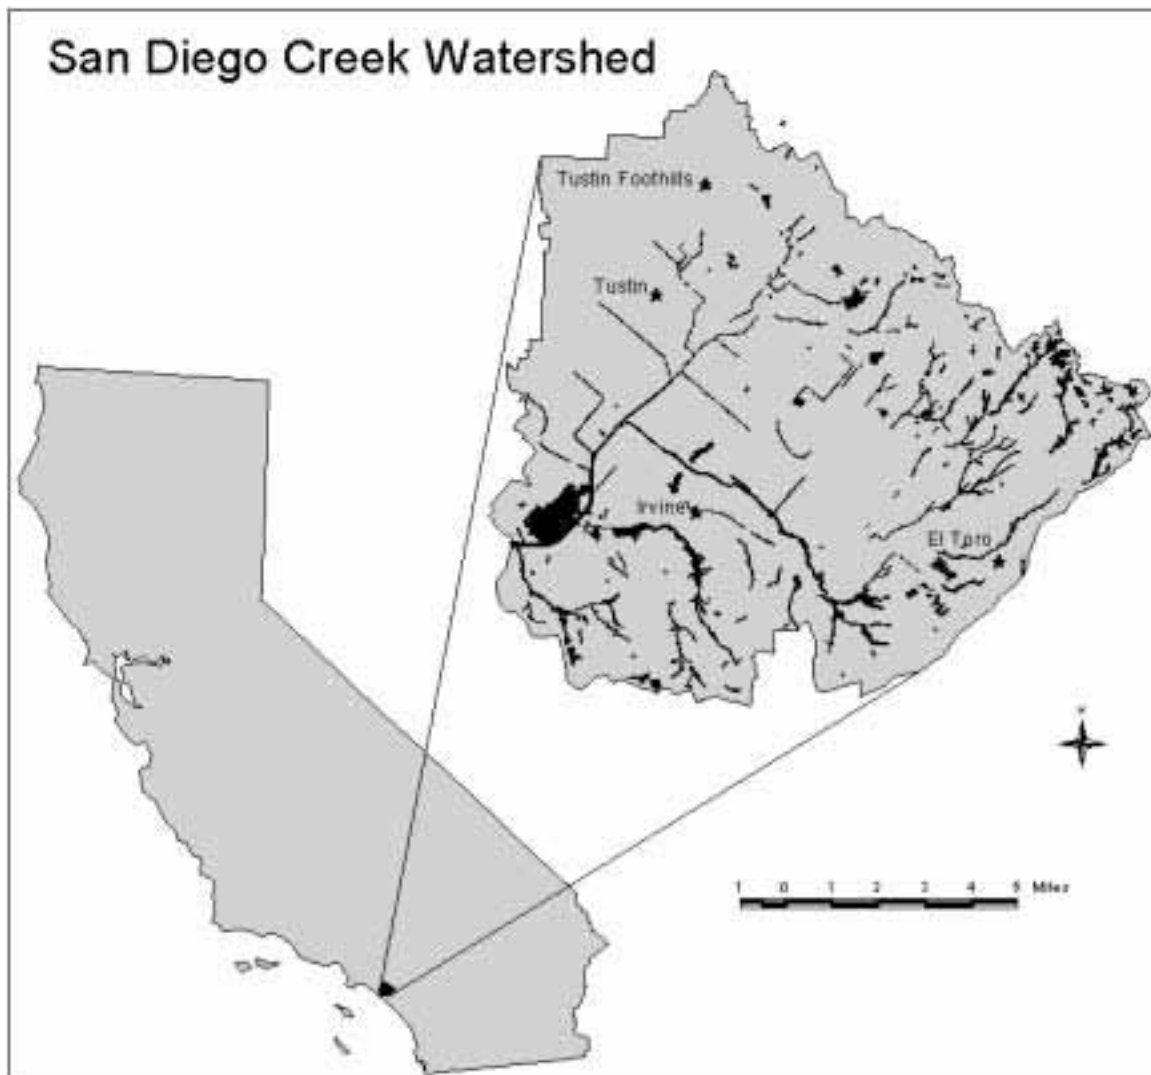 San Diego Creek Watershed
Tustin Foothills
Tustin
Irvine
El Toro
1 0 1 2 3 4 5 Miles